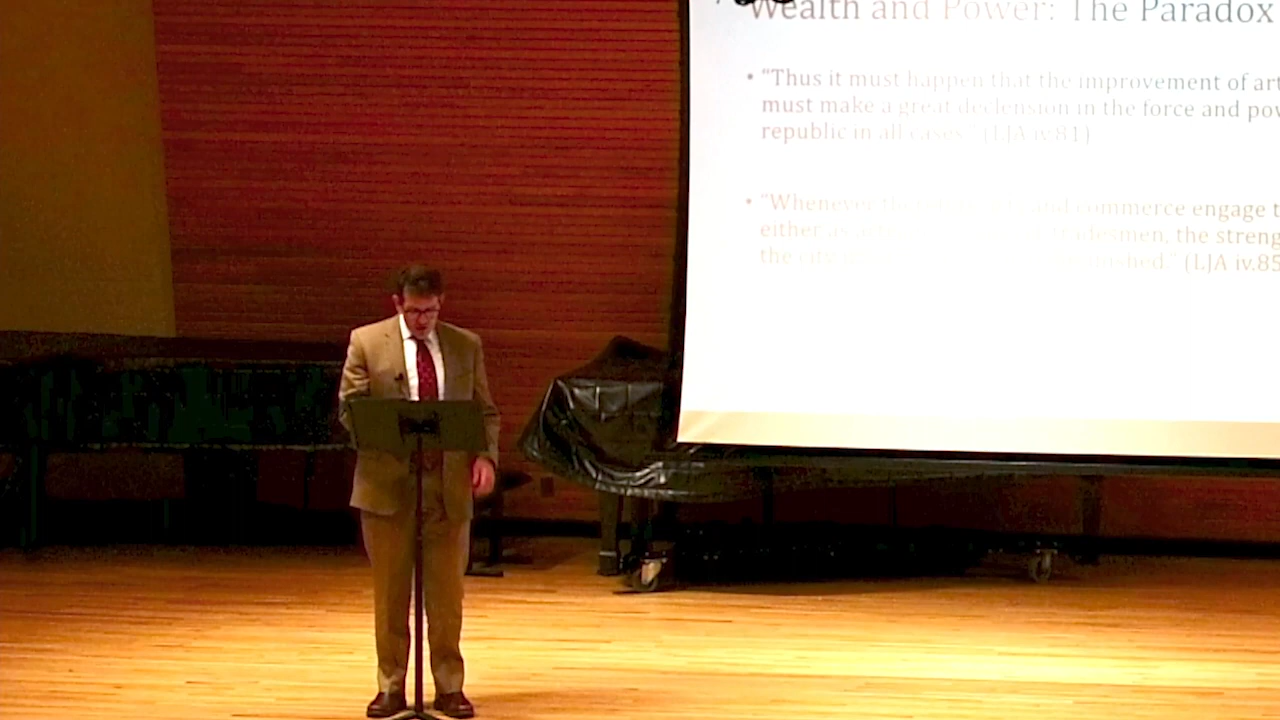 Wealth and Power: The Paradox
• “Thus it must happen that the improvement of art
must make a great declension in the force and pow
republic in all cases.” (LJA iv.81)
• “Whenever and commerce engage t
either as tradesmen, the streng
the city (LJA iv.85